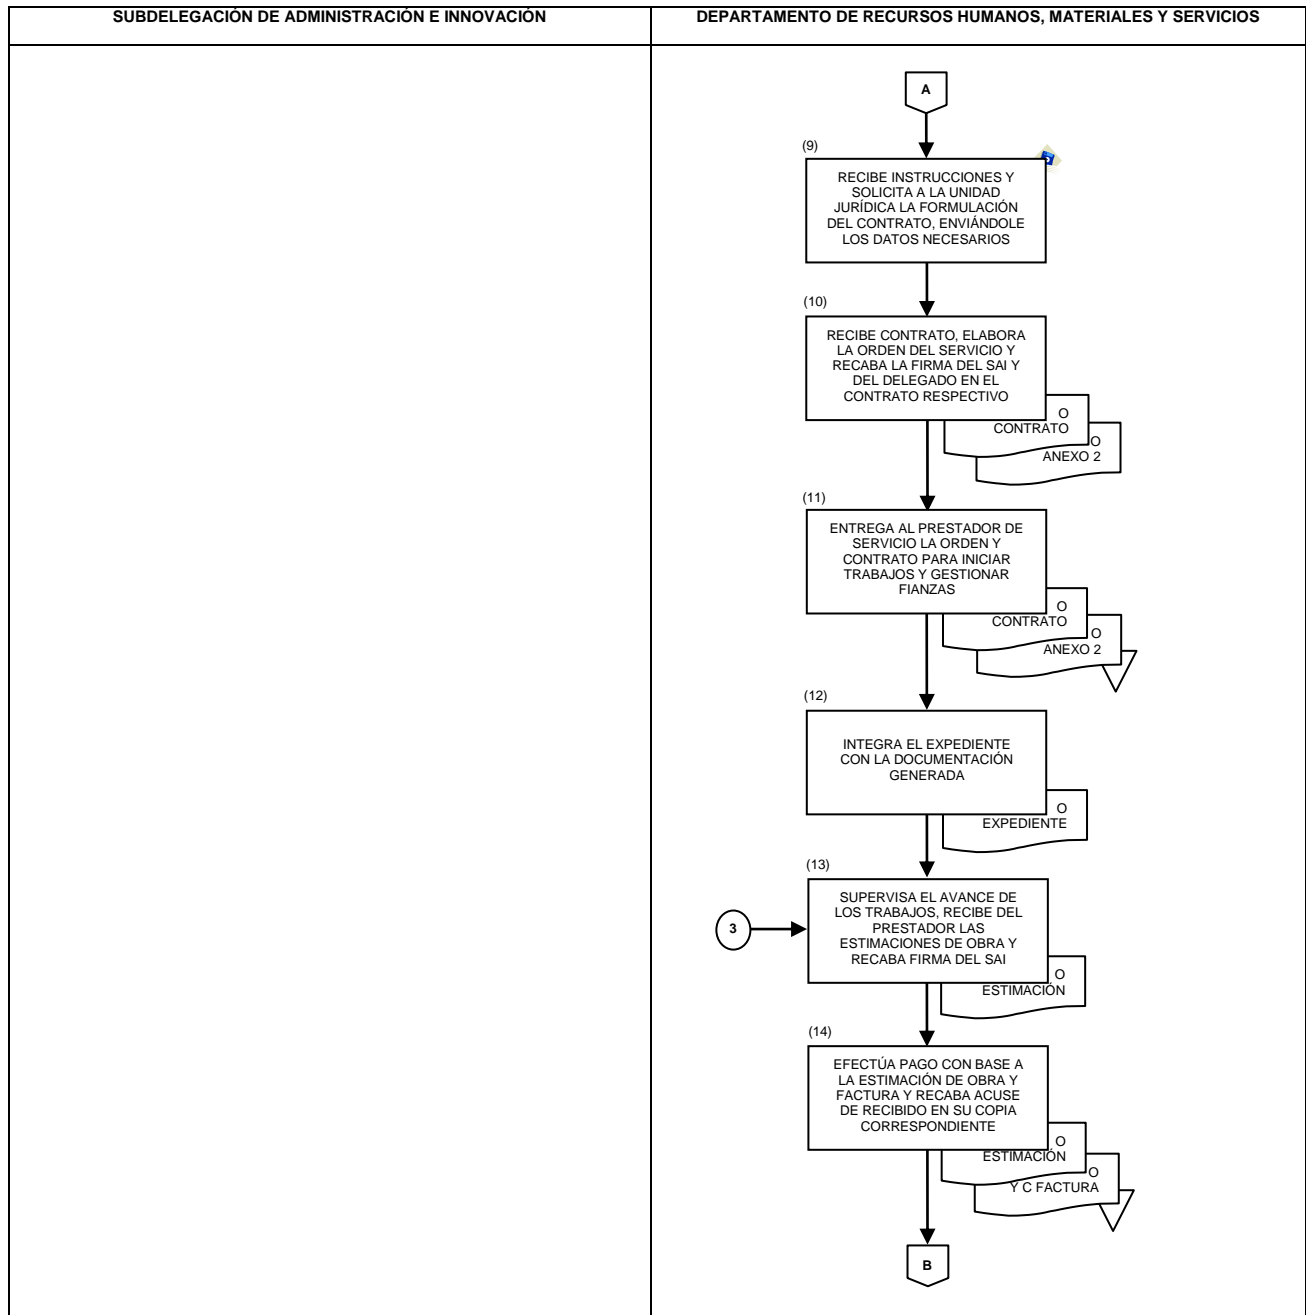 SUBDELEGACIÓN DE ADMINISTRACIÓN E INNOVACIÓN
DEPARTAMENTO DE RECURSOS HUMANOS, MATERIALES Y SERVICIOS
A
(9)
RECIBE INSTRUCCIONES Y
SOLICITA A LA UNIDAD
JURÍDICA LA FORMULACIÓN
DEL CONTRATO, ENVIÁNDOLE
LOS DATOS NECESARIOS
(10)
RECIBE CONTRATO, ELABORA
LA ORDEN DEL SERVICIO Y
RECABA LA FIRMA DEL SAI Y
DEL DELEGADO EN EL
CONTRATO RESPECTIVO
O
CONTRATO
O
ANEXO 2
(11)
ENTREGA AL PRESTADOR DE
SERVICIO LA ORDEN Y
CONTRATO PARA INICIAR
TRABAJOS Y GESTIONAR
FIANZAS
O
CONTRATO
O
ANEXO 2
(12)
INTEGRA EL EXPEDIENTE
CON LA DOCUMENTACIÓN
GENERADA
O
EXPEDIENTE
(13)
SUPERVISA EL AVANCE DE
LOS TRABAJOS, RECIBE DEL
PRESTADOR LAS
ESTIMACIONES DE OBRA Y
RECABA FIRMA DEL SAI
3
O
ESTIMACIÓN
(14)
EFECTÚA PAGO CON BASE A
LA ESTIMACIÓN DE OBRA Y
FACTURA Y RECABA ACUSE
DE RECIBIDO EN SU COPIA
CORRESPONDIENTE
O
ESTIMACIÓN
O
Y C FACTURA
B